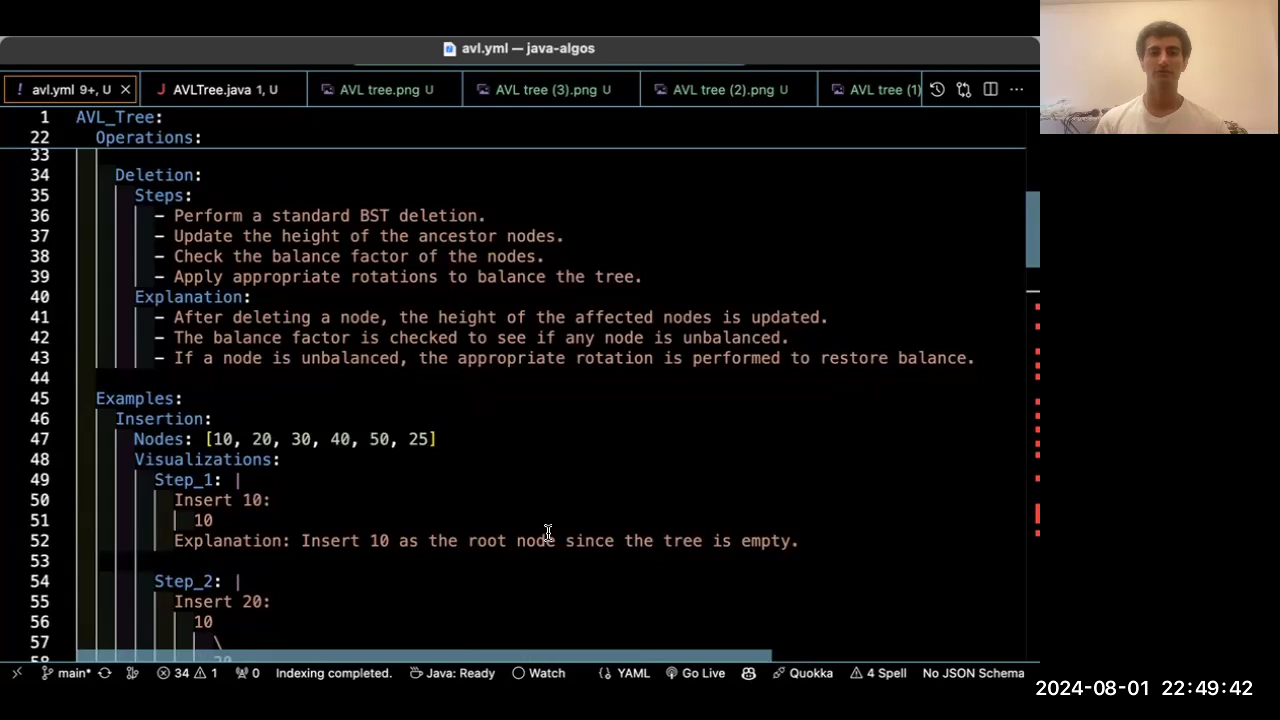 avl.yml — java-algos
! avl.yml 9+, U × J AVLTree.java 1, U AVL tree.png U AVL tree (3).png U AVL tree (2).png U AVL tree (1) ···
1 AVL_Tree:
22 Operations:
33
34 Deletion:
35 Steps:
36 - Perform a standard BST deletion.
37 - Update the height of the ancestor nodes.
38 - Check the balance factor of the nodes.
39 - Apply appropriate rotations to balance the tree.
40 Explanation:
41 - After deleting a node, the height of the affected nodes is updated.
42 - The balance factor is checked to see if any node is unbalanced.
43 - If a node is unbalanced, the appropriate rotation is performed to restore balance.
44
45 Examples:
46 Insertion:
47 Nodes: [10, 20, 30, 40, 50, 25]
48 Visualizations:
49 Step_1: |
50 Insert 10:
51 10
52 Explanation: Insert 10 as the root node since the tree is empty.
53
54 Step_2: |
55 Insert 20:
56 10
57 \
58 20
main* 34 1 0 Indexing completed. Java: Ready Watch YAML Go Live Quokka 4 Spell No JSON Schema
2024-08-01 22:49:42